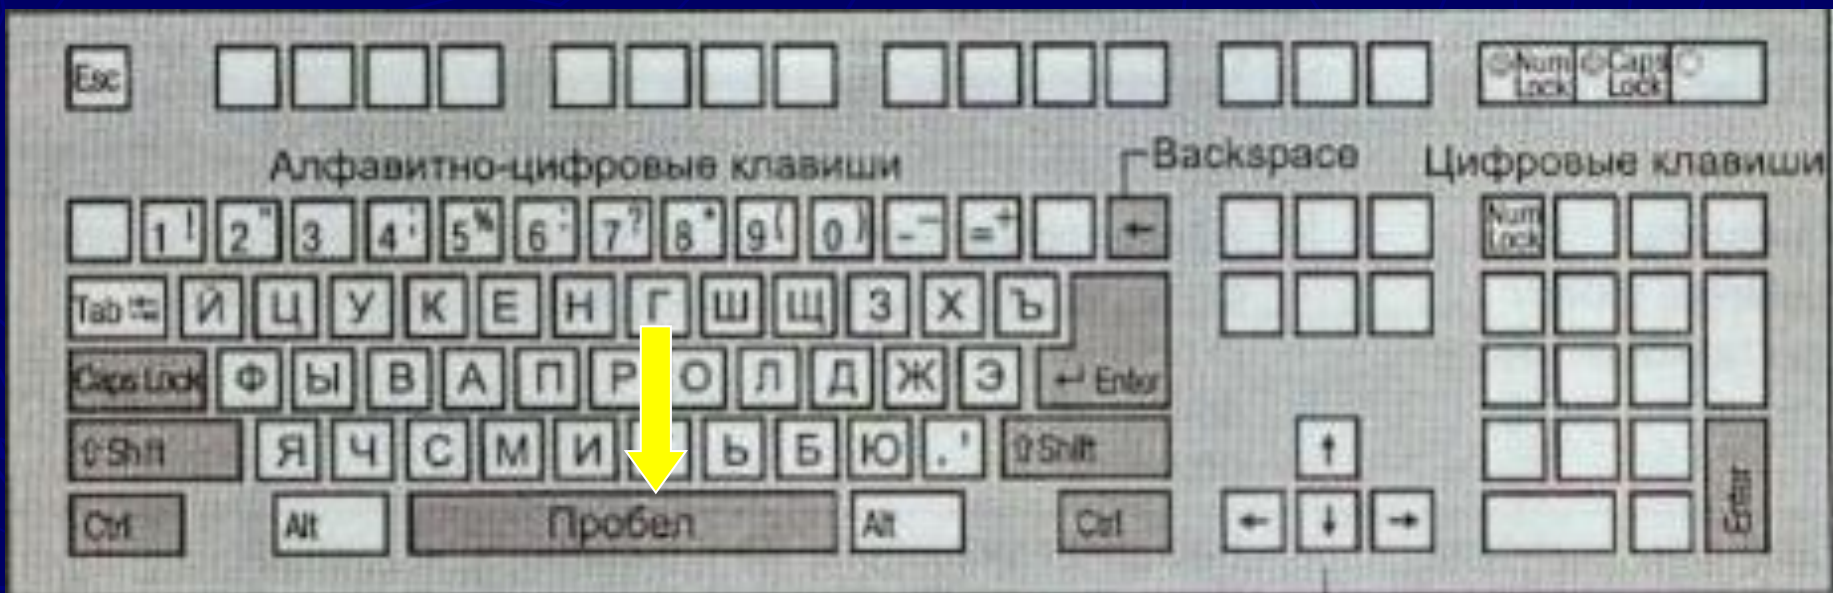 Esc Num Lock Caps Lock
Алфавитно-цифровые клавиши Backspace Цифровые клавиши
1 ! 2 " 3 4 ; 5 % 6 : 7 ? 8 * 9 ( 0 ) - — = + ← Num Lock
Tab Й Ц У К Е Н Г Ш Щ З Х Ъ
Caps Lock Ф Ы В А П Р О Л Д Ж Э ↵ Enter
⇧ Shift Я Ч С М И Ь Б Ю . ' ⇧ Shift ↑ Enter
Ctrl Alt Пробел Alt Ctrl ← ↓ →